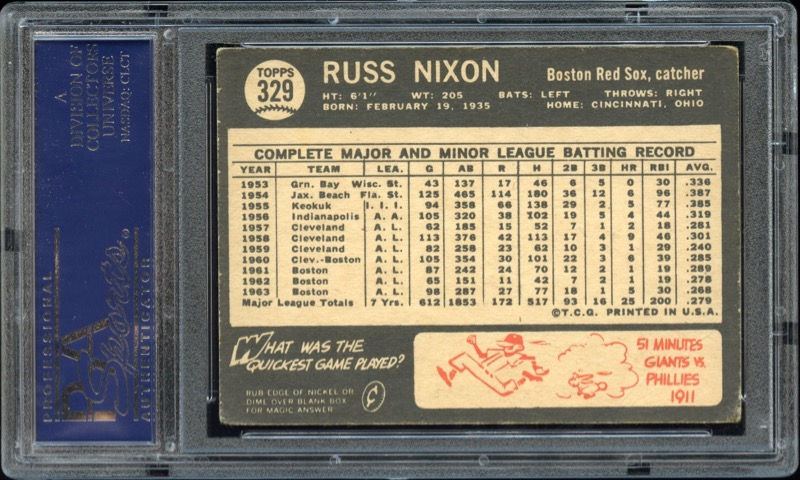 A
DIVISION OF
COLLECTORS
UNIVERSE
NASDAQ: CLCT
PROFESSIONAL
PSA
Sports
AUTHENTICATOR
TOPPS
329
RUSS NIXON
Boston Red Sox, catcher
HT: 6'1" WT: 205 BATS: LEFT THROWS: RIGHT
BORN: FEBRUARY 19, 1935 HOME: CINCINNATI, OHIO
COMPLETE MAJOR AND MINOR LEAGUE BATTING RECORD
YEAR TEAM LEA. G AB R H 2B 3B HR RBI AVG.
1953 Grn. Bay Wisc. St. 43 137 17 46 6 5 0 30 .336
1954 Jax. Beach Fla. St. 125 465 114 180 36 12 6 96 .387
1955 Keokuk I. I. I. 94 358 66 138 29 2 5 77 .385
1956 Indianapolis A. A. 105 320 38 102 19 5 4 44 .319
1957 Cleveland A. L. 62 185 15 52 7 1 2 18 .281
1958 Cleveland A. L. 113 376 42 113 17 4 9 46 .301
1959 Cleveland A. L. 82 258 23 62 10 3 1 29 .240
1960 Clev.-Boston A. L. 105 354 30 101 22 3 6 39 .285
1961 Boston A. L. 87 242 24 70 12 2 1 19 .289
1962 Boston A. L. 65 151 11 42 7 2 1 19 .278
1963 Boston A. L. 98 287 27 77 18 1 5 30 .268
Major League Totals 7 Yrs. 612 1853 172 517 93 16 25 200 .279
©T.C.G. PRINTED IN U.S.A.
WHAT WAS THE
QUICKEST GAME PLAYED?
RUB EDGE OF NICKEL OR
DIME OVER BLANK BOX
FOR MAGIC ANSWER
51 MINUTES
GIANTS VS.
PHILLIES
1911